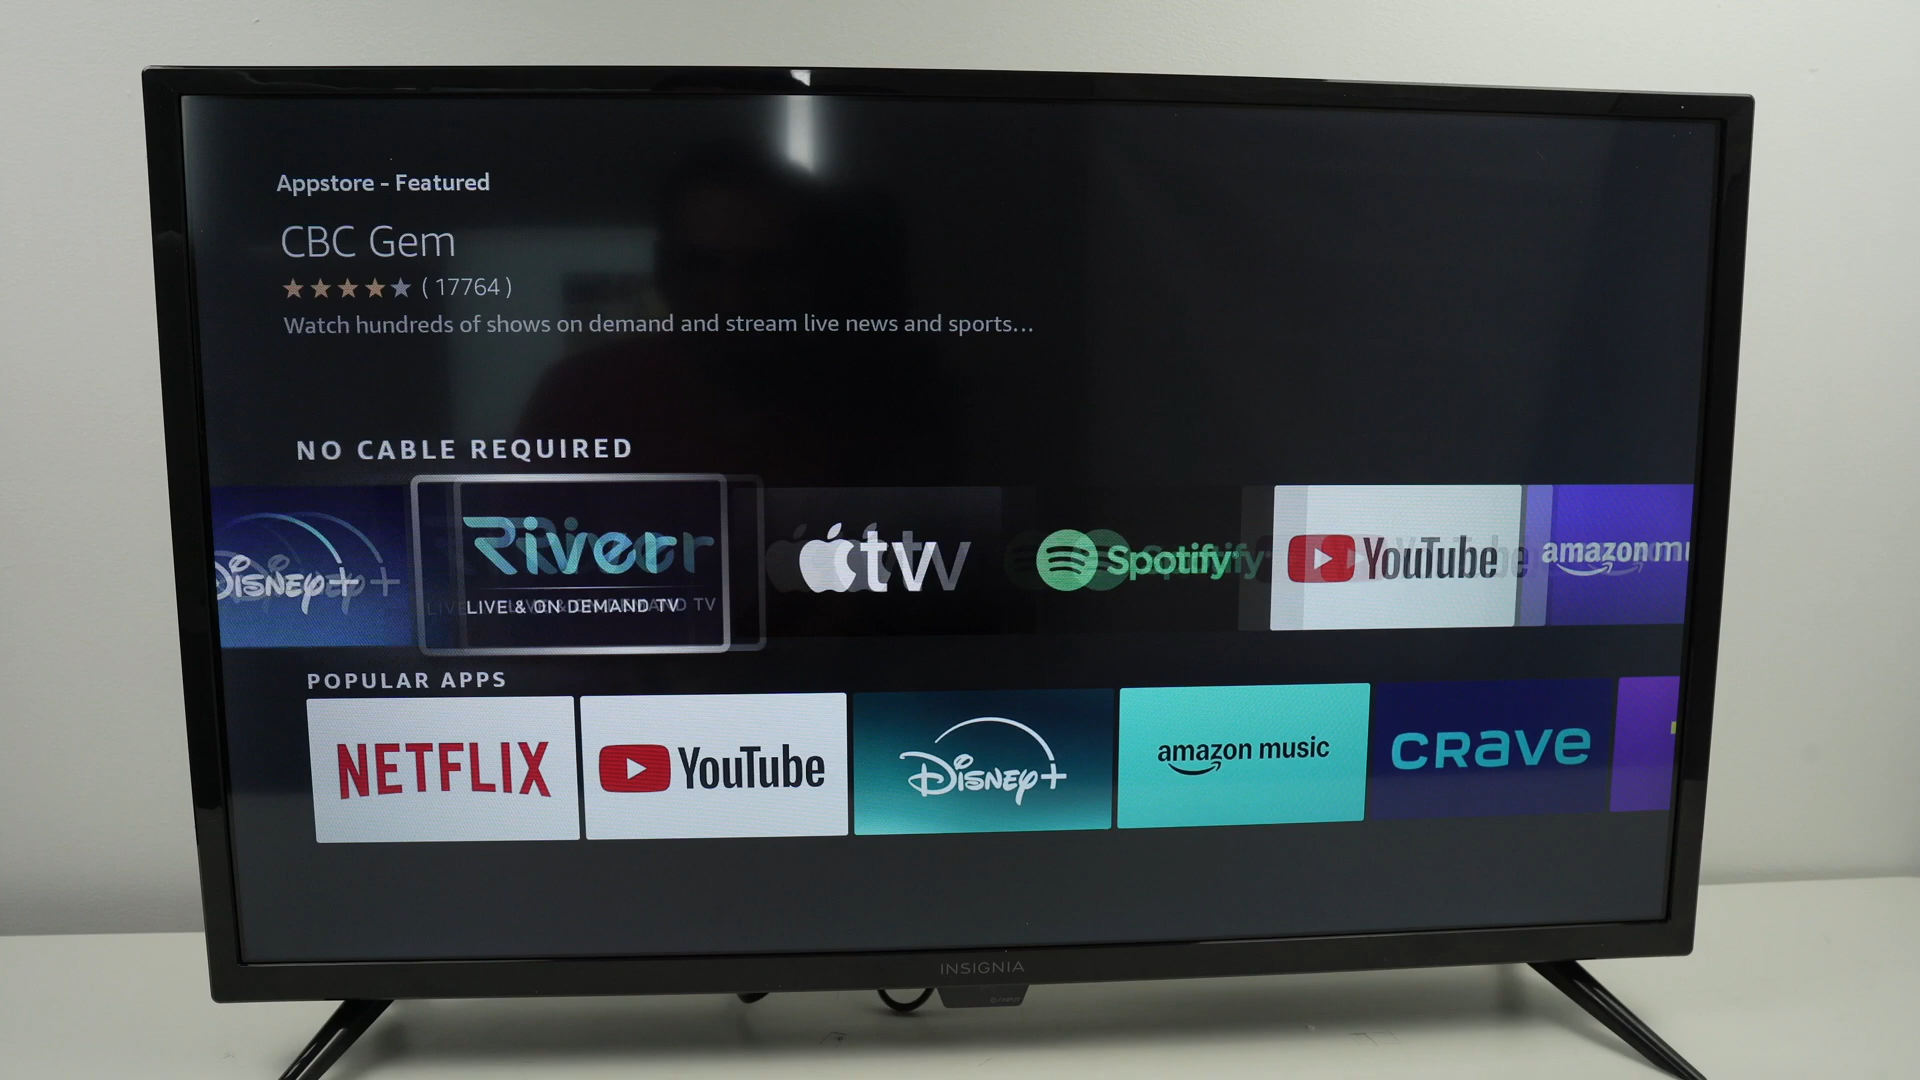 Appstore - Featured
CBC Gem
( 17764 )
Watch hundreds of shows on demand and stream live news and sports...
NO CABLE REQUIRED
Disney+
River
LIVE & ON DEMAND TV
tv
Spotify
YouTube
amazon mu
POPULAR APPS
NETFLIX
YouTube
Disney+
amazon music
CRAVE
INSIGNIA